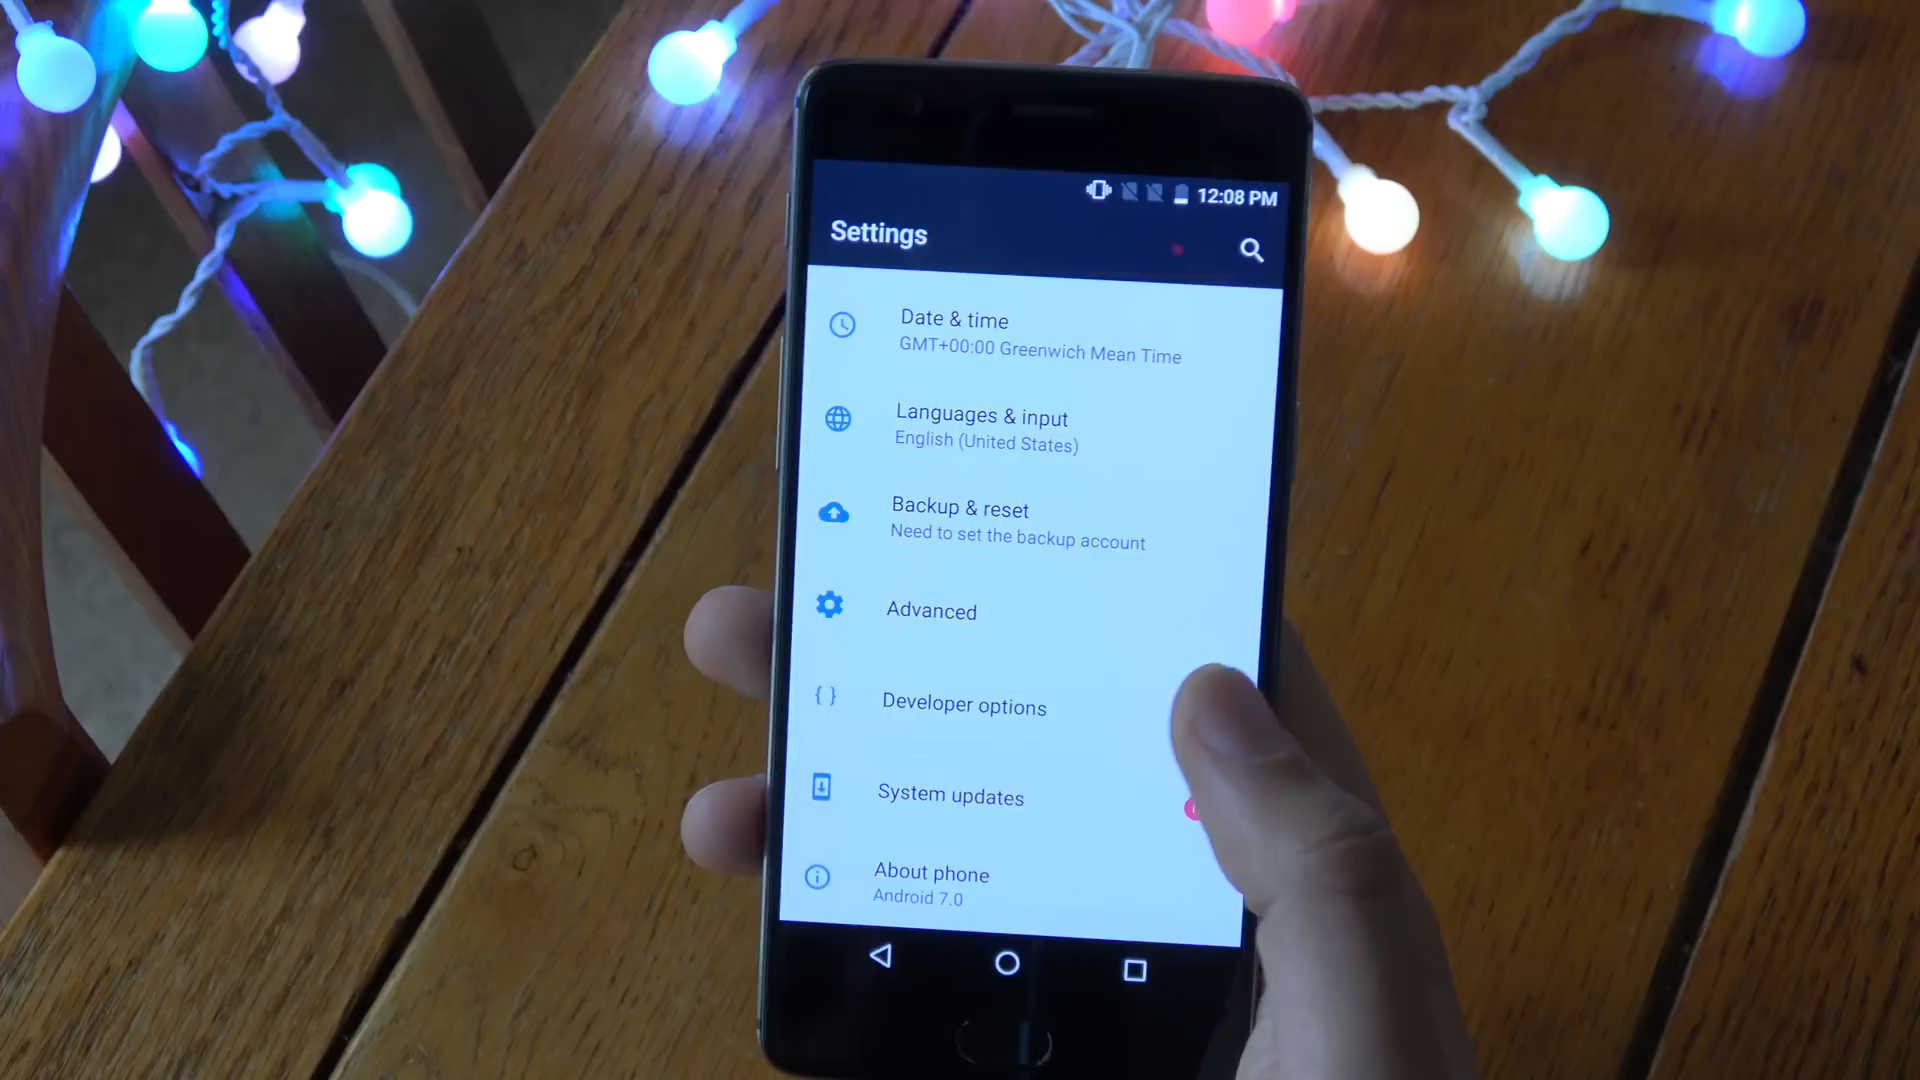 12:08 PM
Settings
Date & time
GMT+00:00 Greenwich Mean Time
Languages & input
English (United States)
Backup & reset
Need to set the backup account
Advanced
{ } Developer options
System updates
About phone
Android 7.0